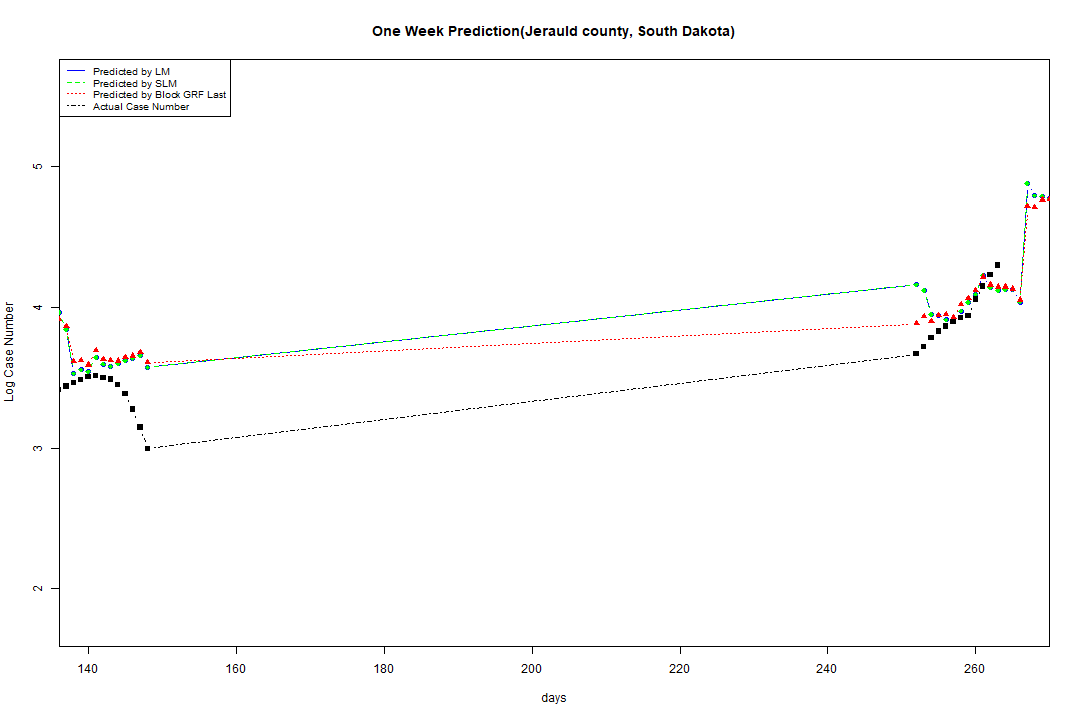 One Week Prediction(Jerauld county, South Dakota)
Predicted by LM
Predicted by SLM
Predicted by Block GRF Last
Actual Case Number
5
4
3
2
Log Case Number
140 160 180 200 220 240 260
days